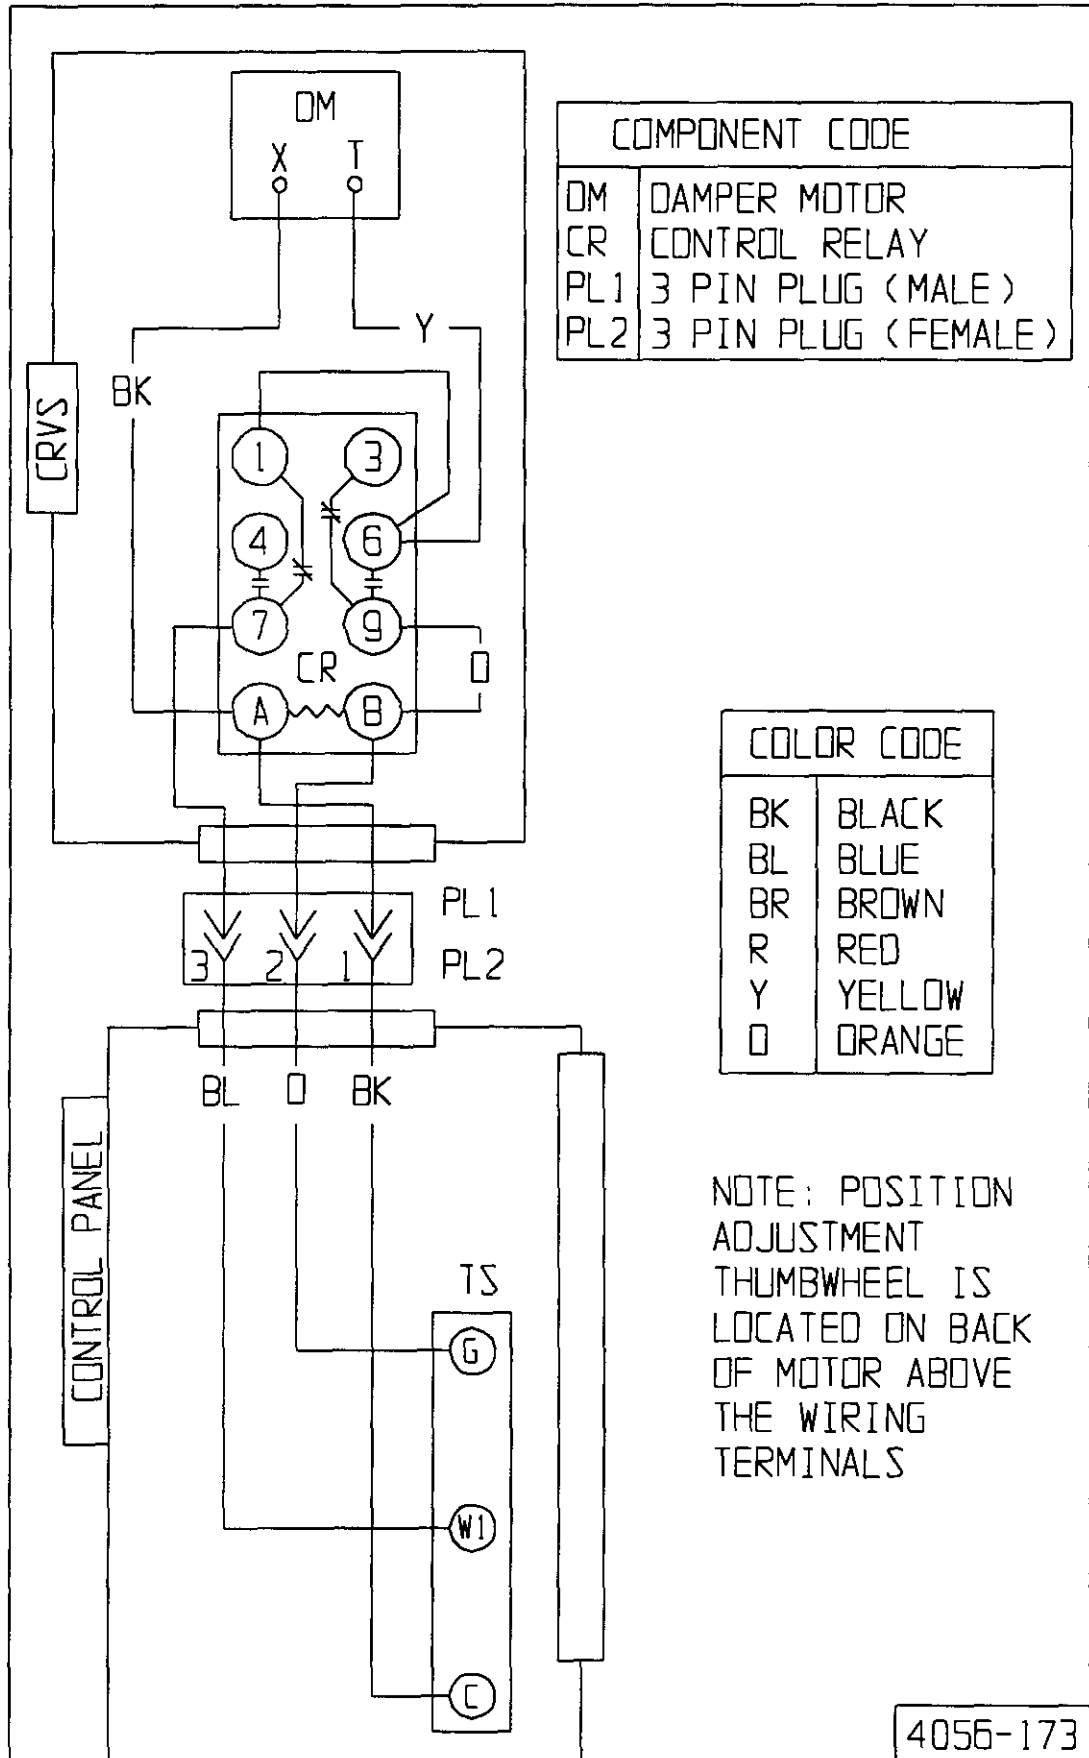 DM
X T
COMPONENT CODE
DM DAMPER MOTOR
CR CONTROL RELAY
PL1 3 PIN PLUG (MALE)
PL2 3 PIN PLUG (FEMALE)
Y
BK
CRVS
1 3
4 6
7 9
CR O
A B
COLOR CODE
BK BLACK
BL BLUE
BR BROWN
R RED
Y YELLOW
O ORANGE
PL1
3 2 1 PL2
BL O BK
CONTROL PANEL
NOTE: POSITION
ADJUSTMENT
THUMBWHEEL IS
LOCATED ON BACK
OF MOTOR ABOVE
THE WIRING
TERMINALS
TS
G
W1
C
4056-173